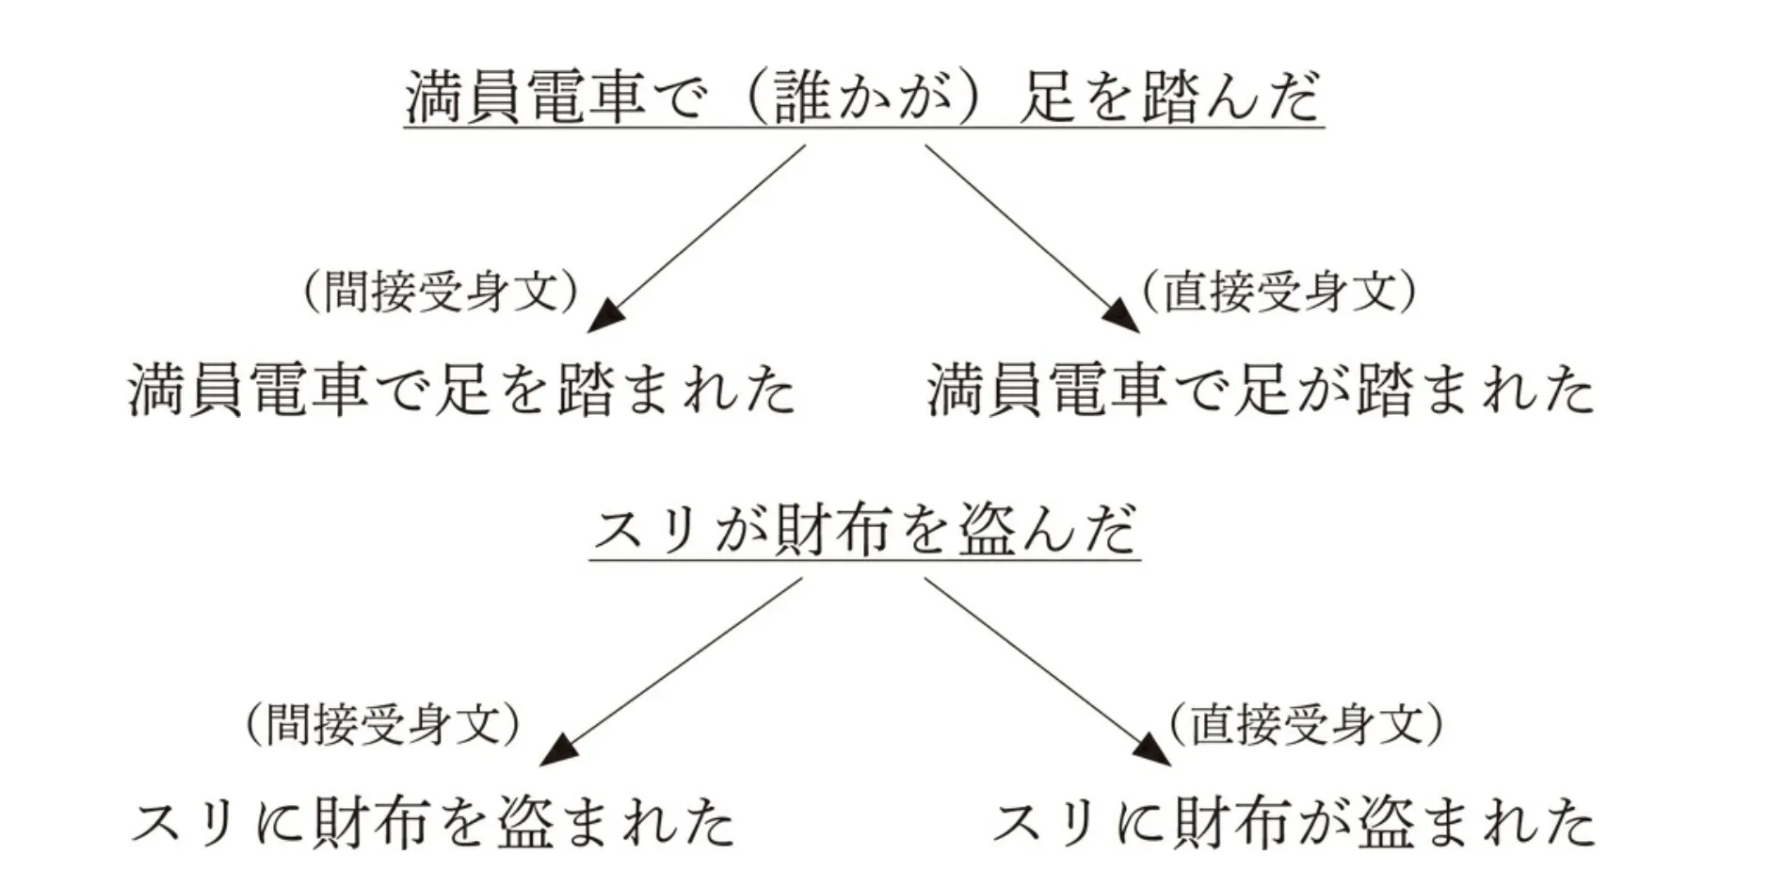 満員電車で（誰かが）足を踏んだ
（間接受身文）
（直接受身文）
満員電車で足を踏まれた
満員電車で足が踏まれた
スリが財布を盗んだ
（間接受身文）
（直接受身文）
スリに財布を盗まれた
スリに財布が盗まれた